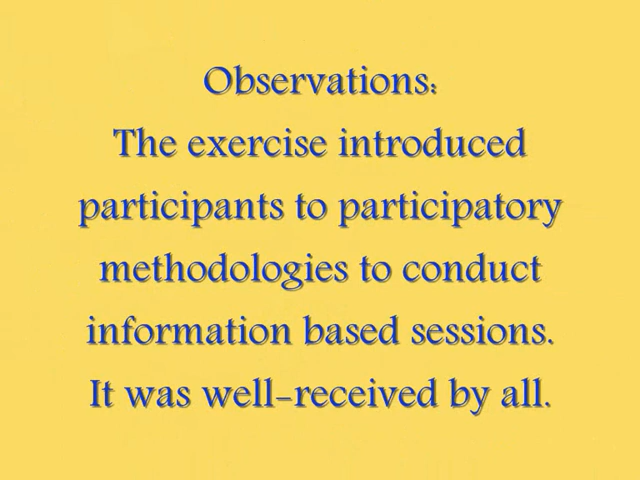 Observations:
The exercise introduced
participants to participatory
methodologies to conduct
information based sessions.
It was well-received by all.